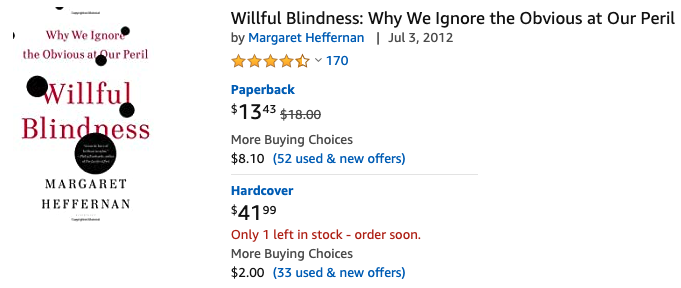 Why We Ignore
the Obvious at Our Peril
Willful
Blindness
MARGARET
HEFFERNAN
Willful Blindness: Why We Ignore the Obvious at Our Peril
by Margaret Heffernan | Jul 3, 2012
170
Paperback
$13.43 $18.00
More Buying Choices
$8.10 (52 used & new offers)
Hardcover
$41.99
Only 1 left in stock - order soon.
More Buying Choices
$2.00 (33 used & new offers)